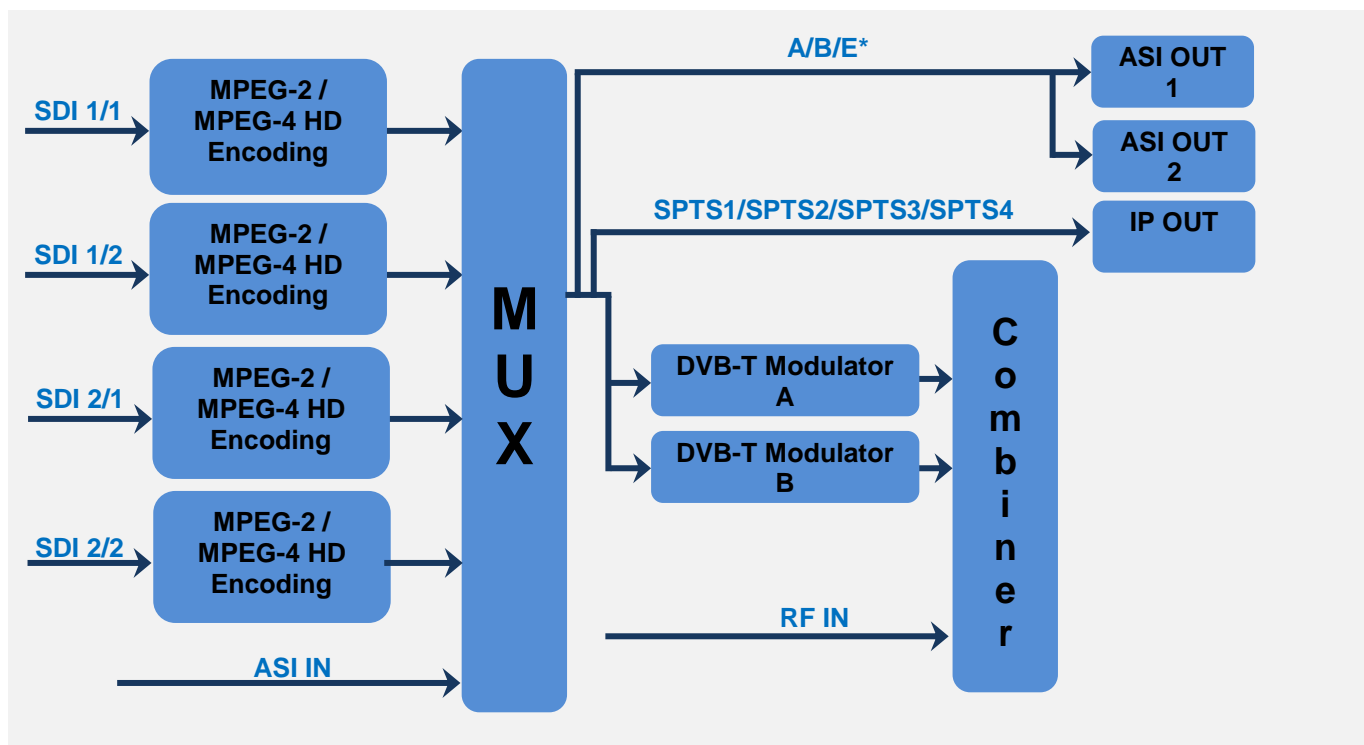 SDI 1/1
MPEG-2 /
MPEG-4 HD
Encoding
SDI 1/2
MPEG-2 /
MPEG-4 HD
Encoding
SDI 2/1
MPEG-2 /
MPEG-4 HD
Encoding
SDI 2/2
MPEG-2 /
MPEG-4 HD
Encoding
ASI IN
M
U
X
A/B/E*
ASI OUT
1
ASI OUT
2
SPTS1/SPTS2/SPTS3/SPTS4
IP OUT
DVB-T Modulator
A
DVB-T Modulator
B
RF IN
C
o
m
b
i
n
e
r